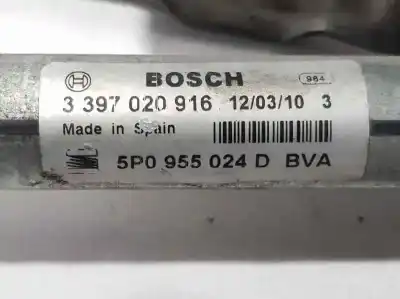 BOSCH 984
3 397 020 916 12/03/10 3
Made in Spain
5P0 955 024 D BVA